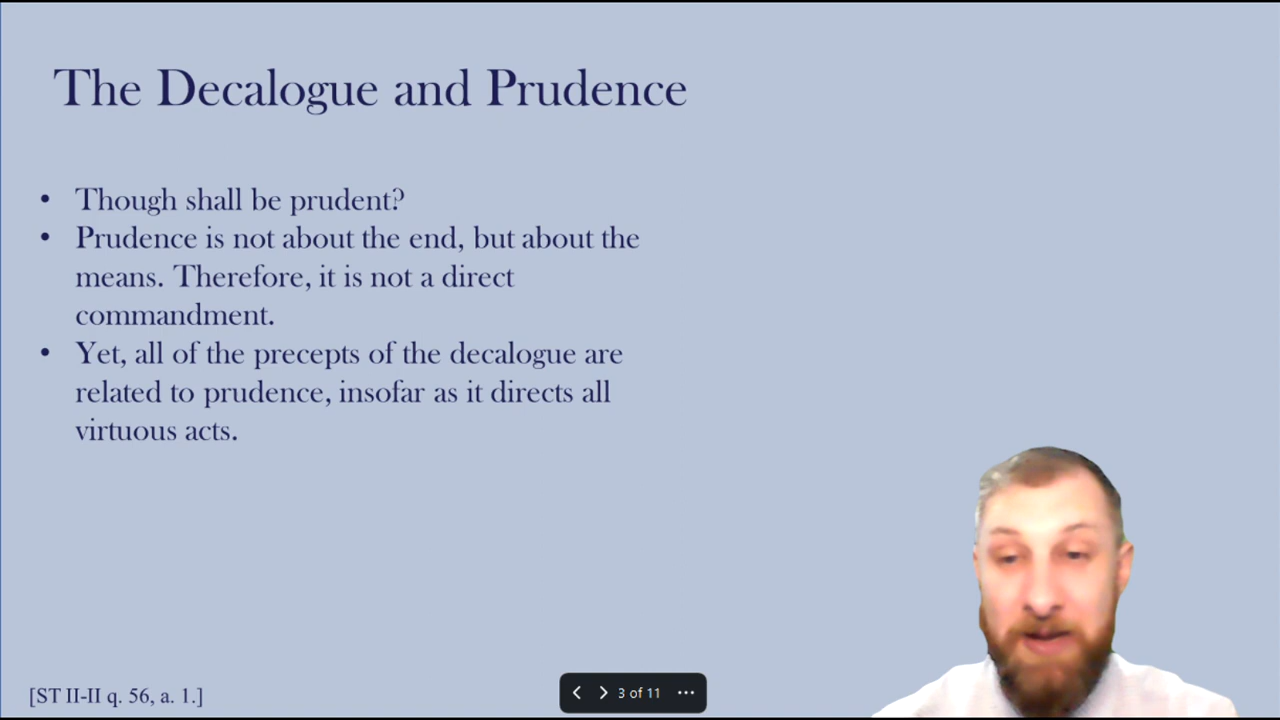 The Decalogue and Prudence
• Though shall be prudent?
• Prudence is not about the end, but about the
means. Therefore, it is not a direct
commandment.
• Yet, all of the precepts of the decalogue are
related to prudence, insofar as it directs all
virtuous acts.
[ST II-II q. 56, a. 1.]
3 of 11